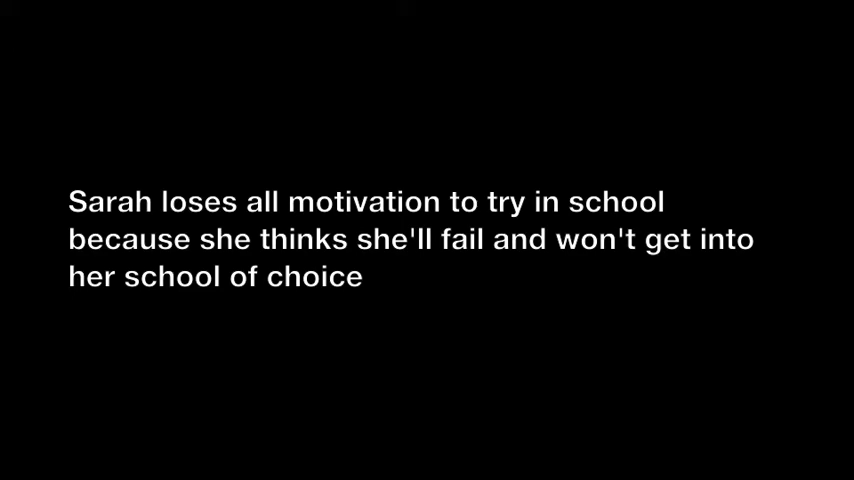 Sarah loses all motivation to try in school
because she thinks she'll fail and won't get into
her school of choice